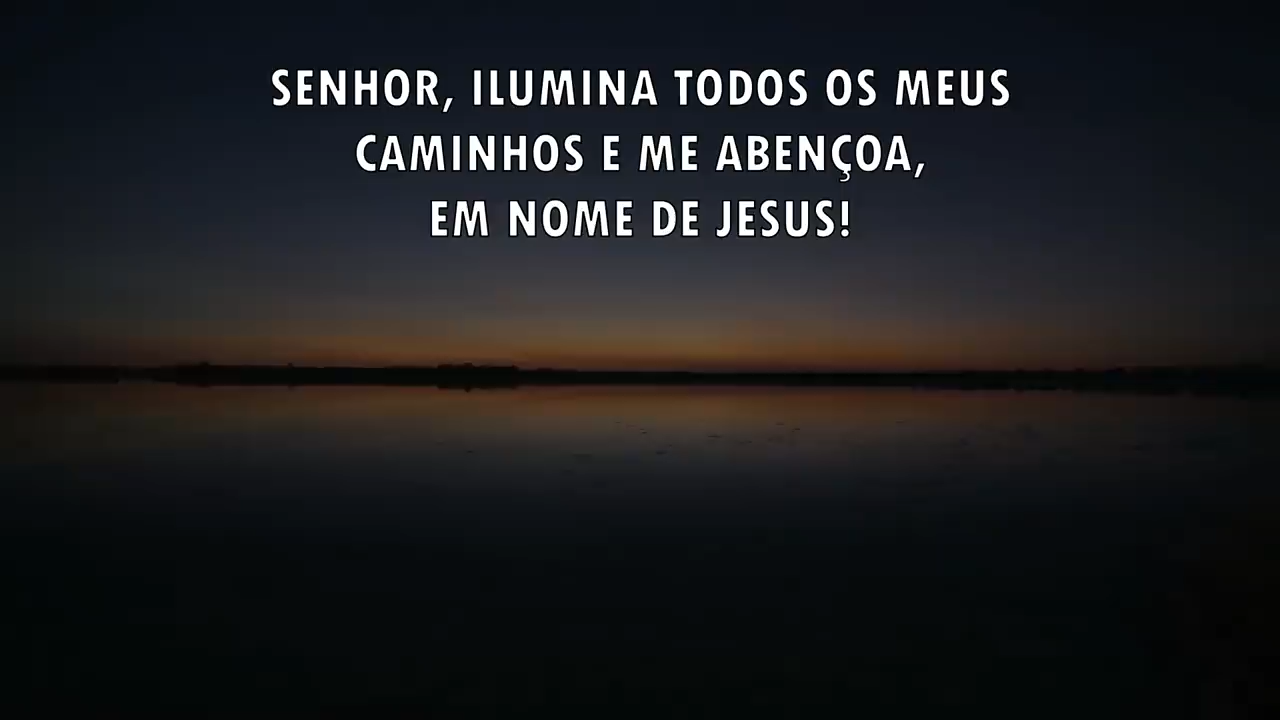 SENHOR, ILUMINA TODOS OS MEUS
CAMINHOS E ME ABENÇOA,
EM NOME DE JESUS!